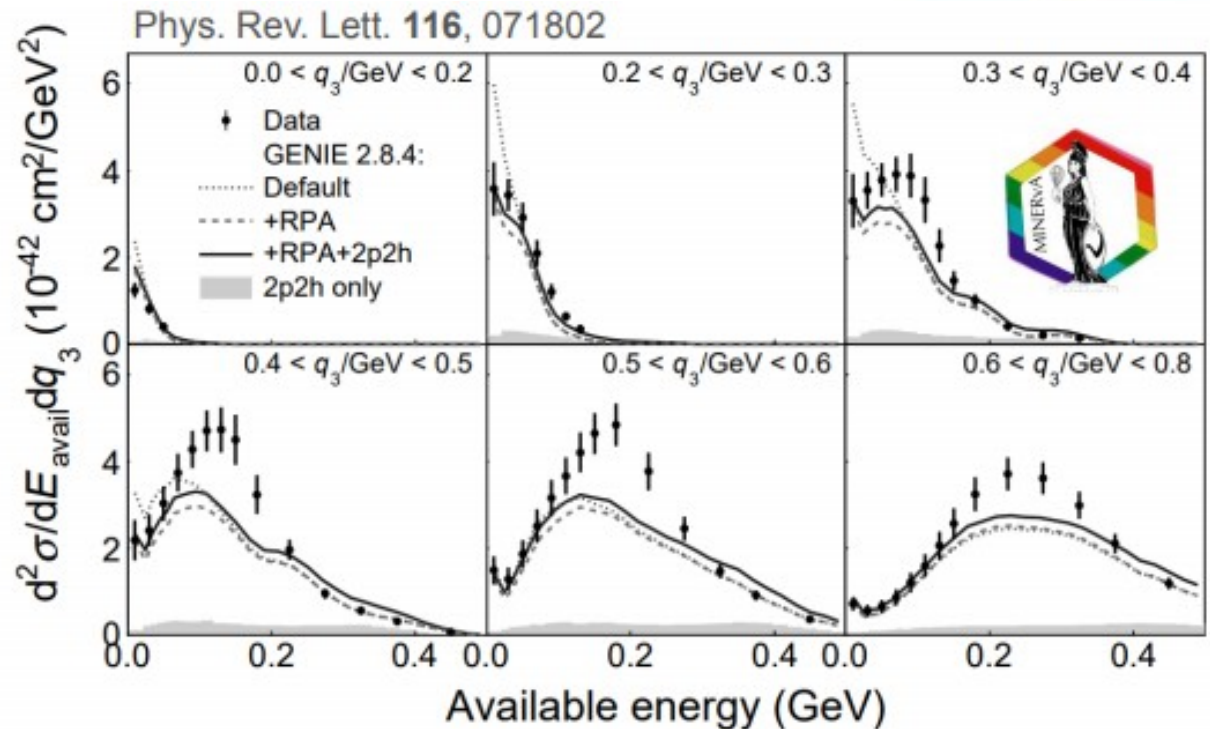 Phys. Rev. Lett. 116, 071802
d²σ/dE_avail dq₃ (10⁻⁴² cm²/GeV²)
0.0 < q₃/GeV < 0.2
0.2 < q₃/GeV < 0.3
0.3 < q₃/GeV < 0.4
6
4
2
0
Data
GENIE 2.8.4:
Default
+RPA
+RPA+2p2h
2p2h only
MINERνA
0.4 < q₃/GeV < 0.5
0.5 < q₃/GeV < 0.6
0.6 < q₃/GeV < 0.8
6
4
2
0
0.0 0.2 0.4 0.0 0.2 0.4 0.0 0.2 0.4
Available energy (GeV)